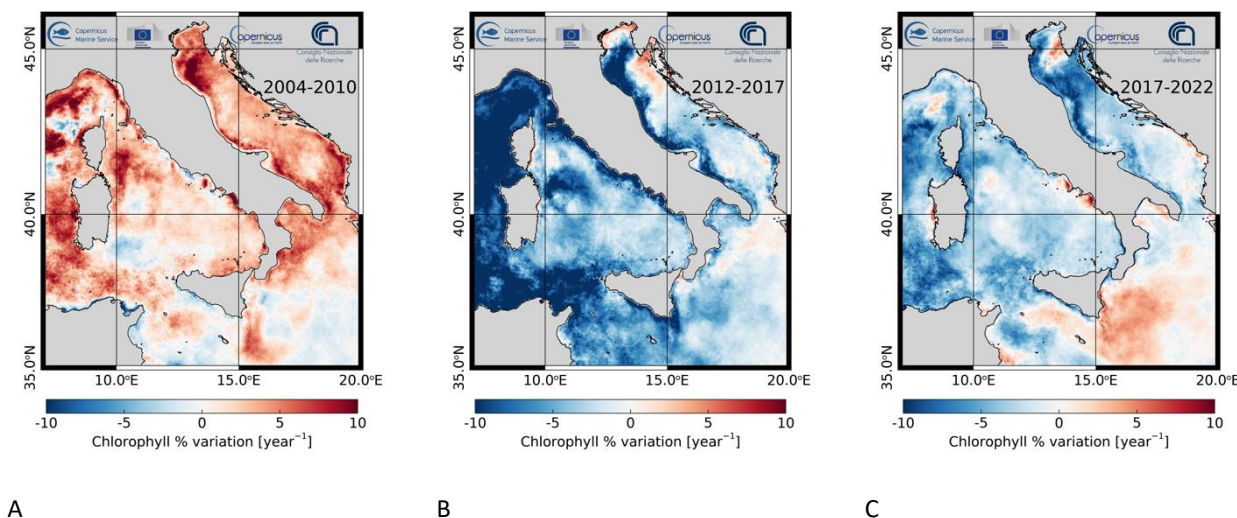 Copernicus
Marine Service
opernicus
Consiglio Nazionale
delle Ricerche
2004-2010
45.0°N
40.0°N
35.0°N
10.0°E
15.0°E
20.0°E
-10
-5
0
5
10
Chlorophyll % variation [year⁻¹]
A
Copernicus
Marine Service
opernicus
Consiglio Nazionale
delle Ricerche
2012-2017
45.0°N
40.0°N
35.0°N
10.0°E
15.0°E
20.0°E
-10
-5
0
5
10
Chlorophyll % variation [year⁻¹]
B
Copernicus
Marine Service
opernicus
Consiglio Nazionale
delle Ricerche
2017-2022
45.0°N
40.0°N
35.0°N
10.0°E
15.0°E
20.0°E
-10
-5
0
5
10
Chlorophyll % variation [year⁻¹]
C